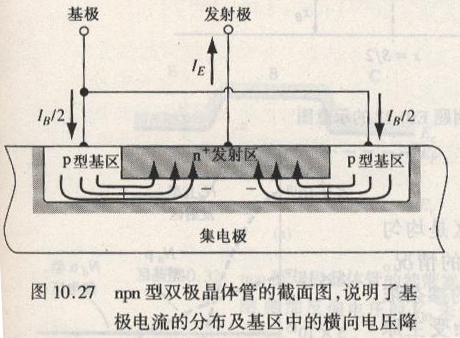 基极
发射极
I_E
I_B/2
I_B/2
p型基区
n⁺发射区
p型基区
集电极
图 10.27 npn 型双极晶体管的截面图，说明了基
极电流的分布及基区中的横向电压降